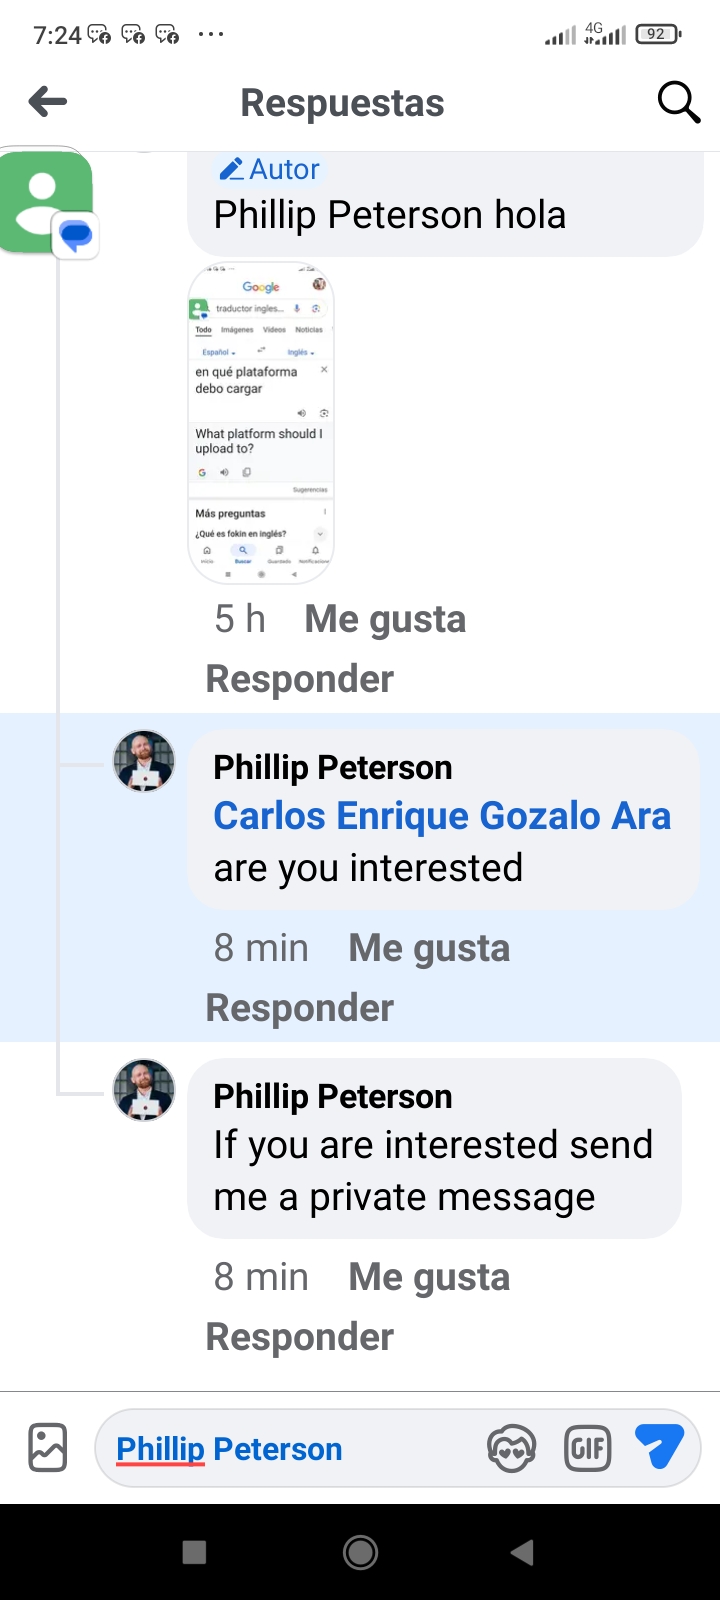 7:24
4G
92
Respuestas
Autor
Phillip Peterson hola
Google
traductor ingles...
Todo Imágenes Videos Noticias
Español Inglés
en qué plataforma
debo cargar
What platform should I
upload to?
Sugerencias
Más preguntas
¿Qué es fokin en inglés?
Inicio Buscar Guardado Notificacione
5 h Me gusta
Responder
Phillip Peterson
Carlos Enrique Gozalo Ara
are you interested
8 min Me gusta
Responder
Phillip Peterson
If you are interested send
me a private message
8 min Me gusta
Responder
Phillip Peterson
GIF